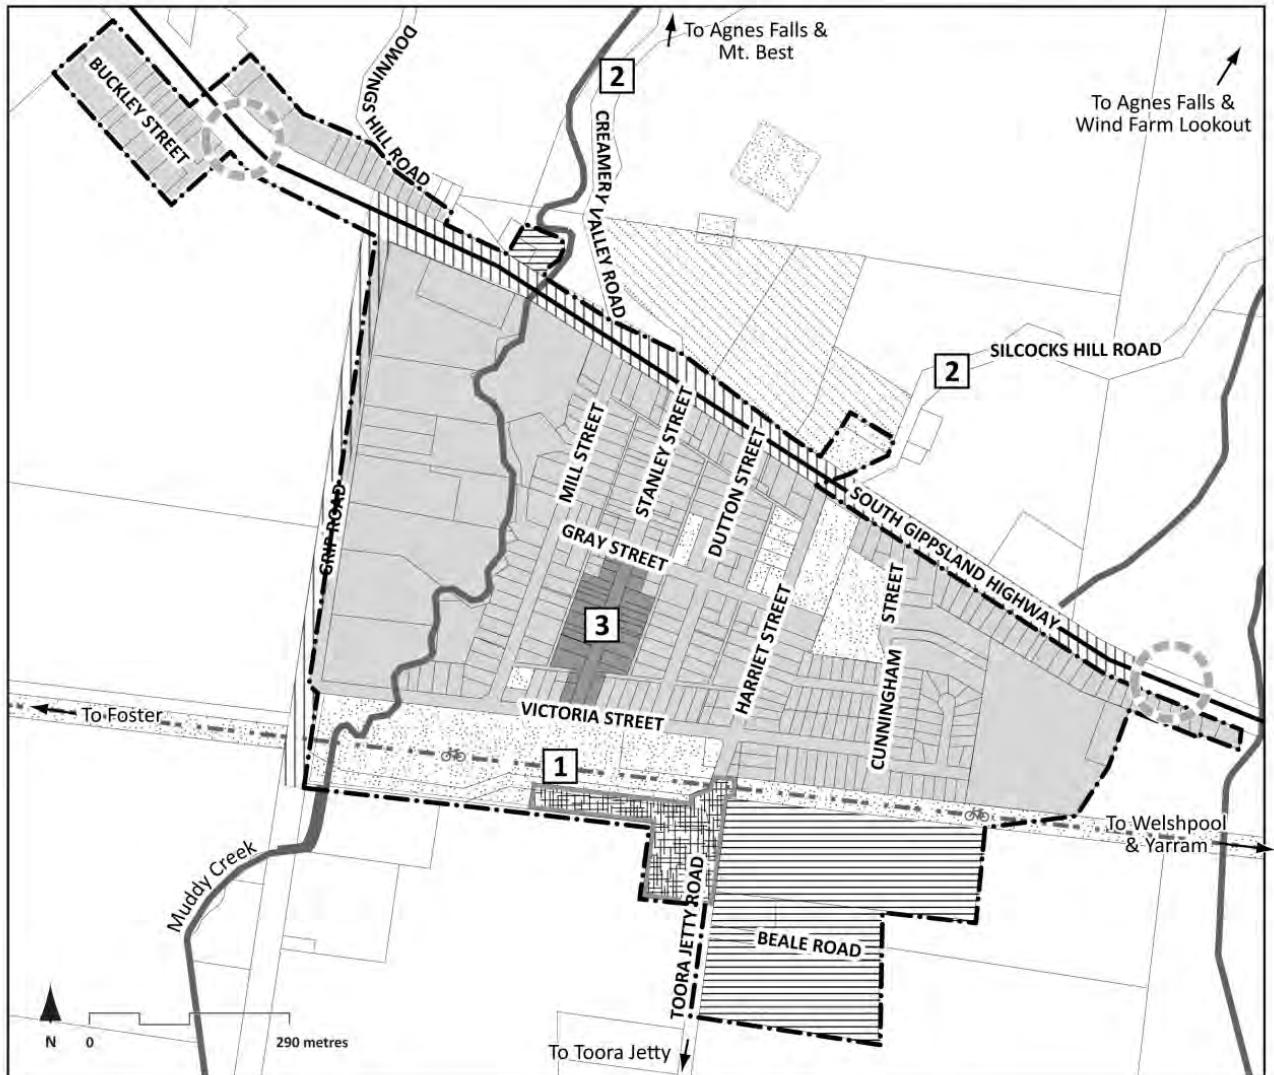 To Agnes Falls &
Mt. Best
To Agnes Falls &
Wind Farm Lookout
DOWNINGS HILL ROAD
BUCKLEY STREET
2
CREAMERY VALLEY ROAD
SILCOCKS HILL ROAD
2
MILL STREET
STANLEY STREET
DUTTON STREET
SOUTH GIPPSLAND HIGHWAY
GRIP ROAD
GRAY STREET
CUNNINGHAM STREET
HARRIET STREET
3
To Foster
VICTORIA STREET
1
To Welshpool
& Yarram
Muddy Creek
TOORA JETTY ROAD
BEALE ROAD
N
0
290 metres
To Toora Jetty